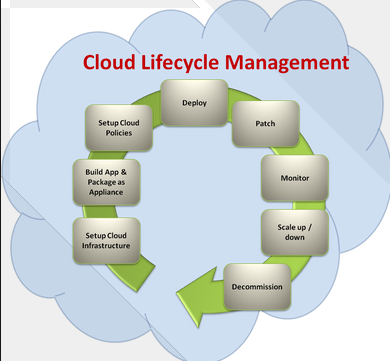 Cloud Lifecycle Management
Deploy
Setup Cloud
Policies
Patch
Build App &
Package as
Appliance
Monitor
Setup Cloud
Infrastructure
Scale up /
down
Decommission